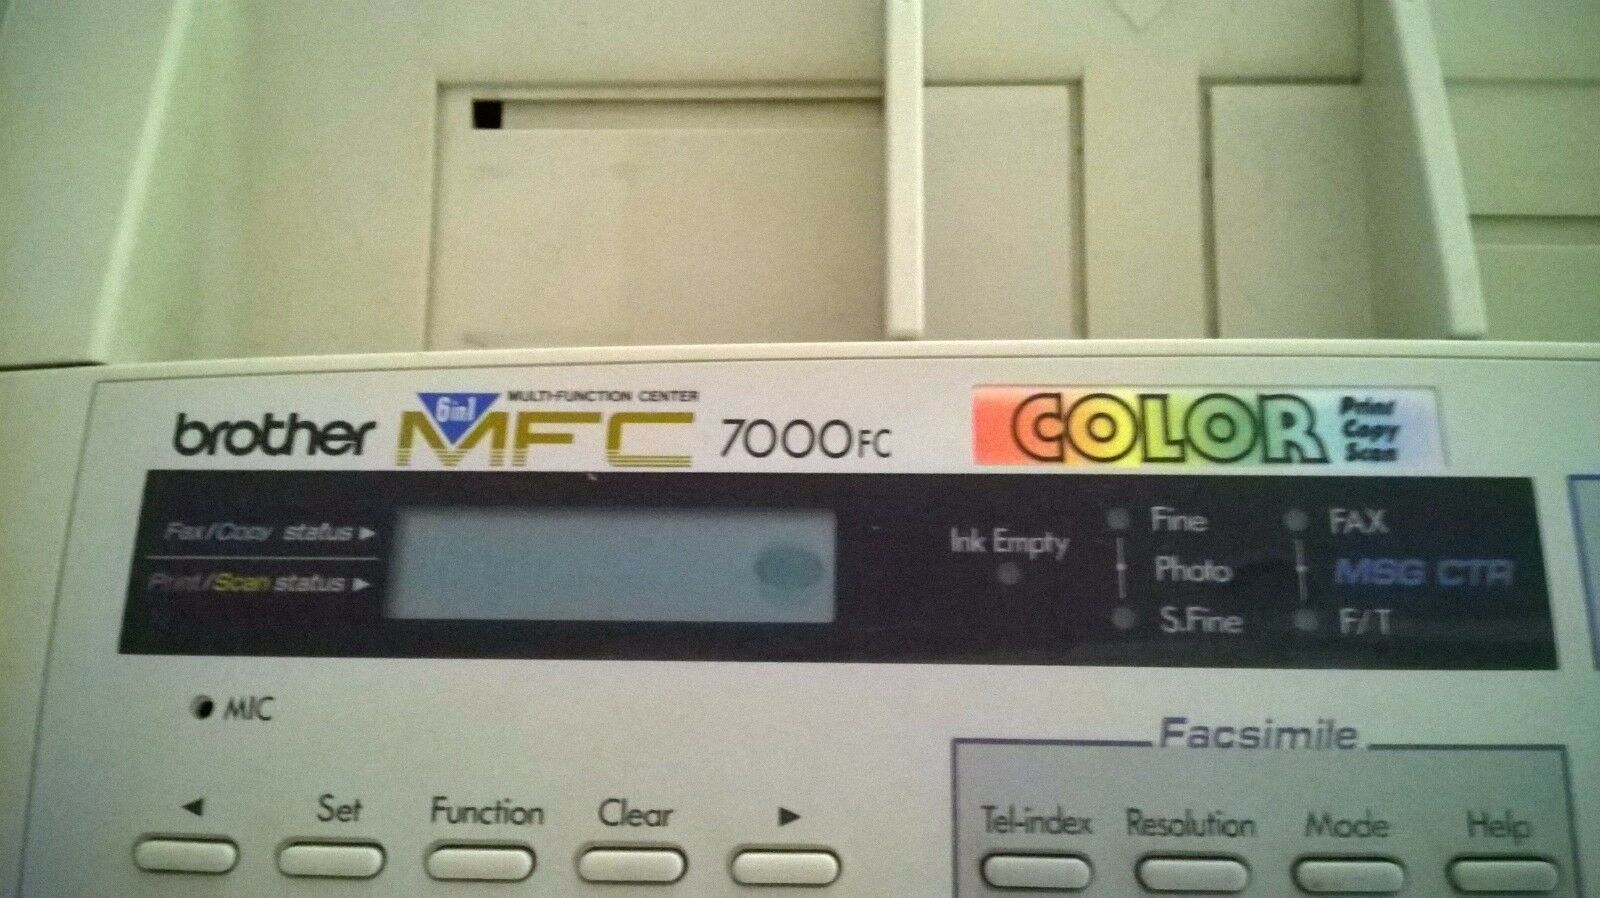 6in1 MULTI-FUNCTION CENTER
brother MFC 7000FC
COLOR Print
Copy
Scan
Fax/Copy status ▶
Print/Scan status ▶
Ink Empty
Fine
Photo
S.Fine
FAX
MSG CTR
F/T
MIC
Facsimile
◀ Set Function Clear ▶
Tel-index Resolution Mode Help